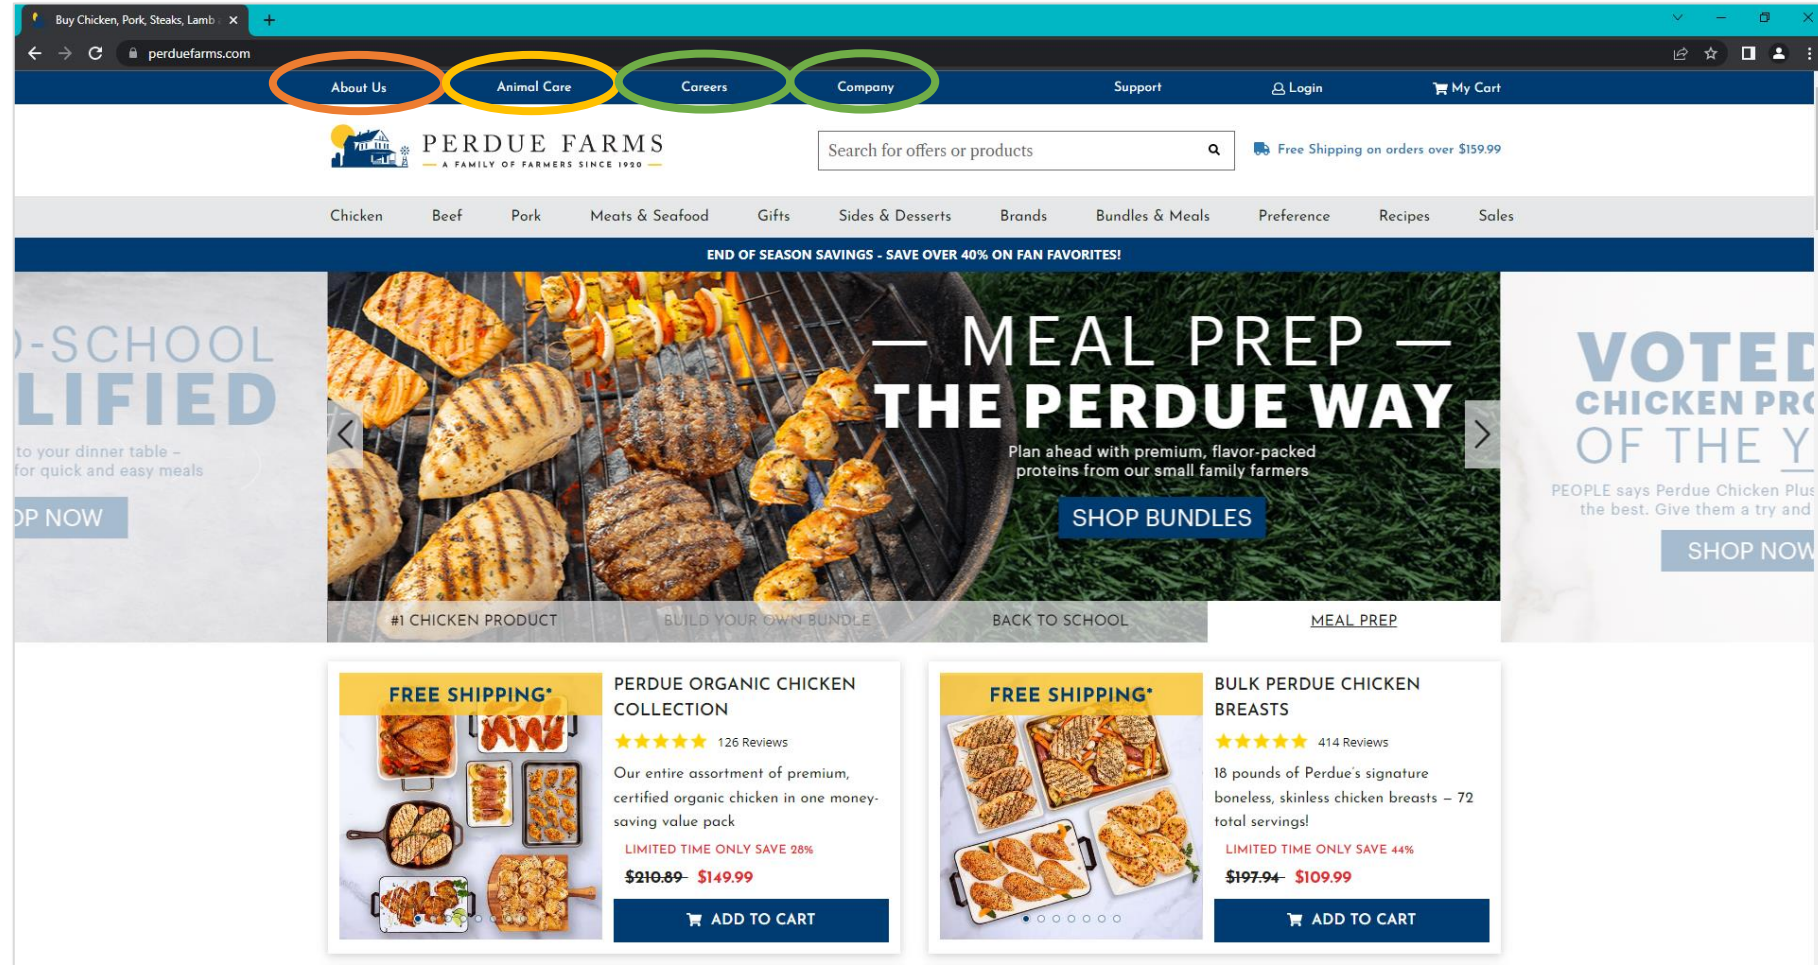 Buy Chicken, Pork, Steaks, Lamb
perduefarms.com
About Us Animal Care Careers Company Support Login My Cart
PERDUE FARMS
A FAMILY OF FARMERS SINCE 1920
Search for offers or products
Free Shipping on orders over $159.99
Chicken Beef Pork Meats & Seafood Gifts Sides & Desserts Brands Bundles & Meals Preference Recipes Sales
END OF SEASON SAVINGS - SAVE OVER 40% ON FAN FAVORITES!
-SCHOOL
LIFIED
to your dinner table –
for quick and easy meals
OP NOW
— MEAL PREP —
THE PERDUE WAY
Plan ahead with premium, flavor-packed
proteins from our small family farmers
SHOP BUNDLES
VOTED
CHICKEN PRO
OF THE Y
PEOPLE says Perdue Chicken Plus
the best. Give them a try and
SHOP NOW
#1 CHICKEN PRODUCT BUILD YOUR OWN BUNDLE BACK TO SCHOOL MEAL PREP
FREE SHIPPING*
PERDUE ORGANIC CHICKEN
COLLECTION
126 Reviews
Our entire assortment of premium,
certified organic chicken in one money-
saving value pack
LIMITED TIME ONLY SAVE 28%
$210.89 $149.99
ADD TO CART
FREE SHIPPING*
BULK PERDUE CHICKEN
BREASTS
414 Reviews
18 pounds of Perdue's signature
boneless, skinless chicken breasts – 72
total servings!
LIMITED TIME ONLY SAVE 44%
$197.94 $109.99
ADD TO CART